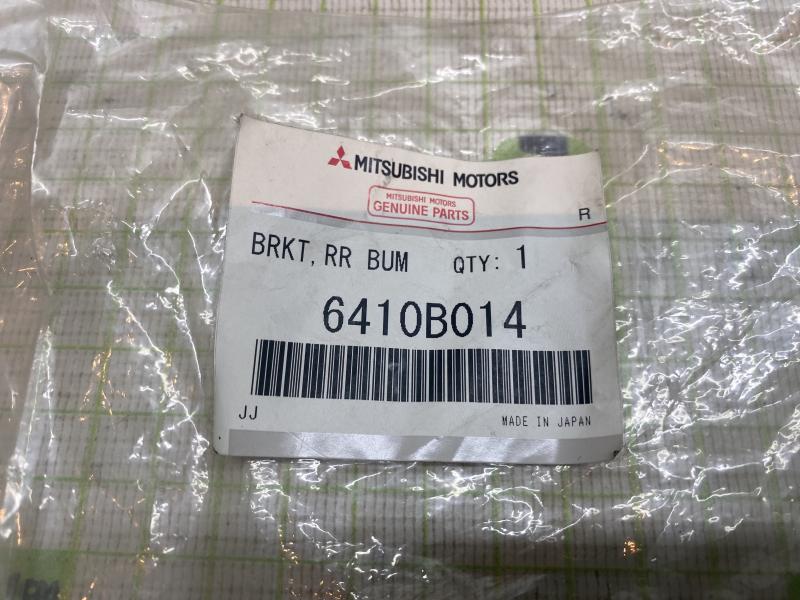 MITSUBISHI MOTORS
MITSUBISHI MOTORS
GENUINE PARTS
R
BRKT, RR BUM QTY: 1
6410B014
JJ
MADE IN JAPAN